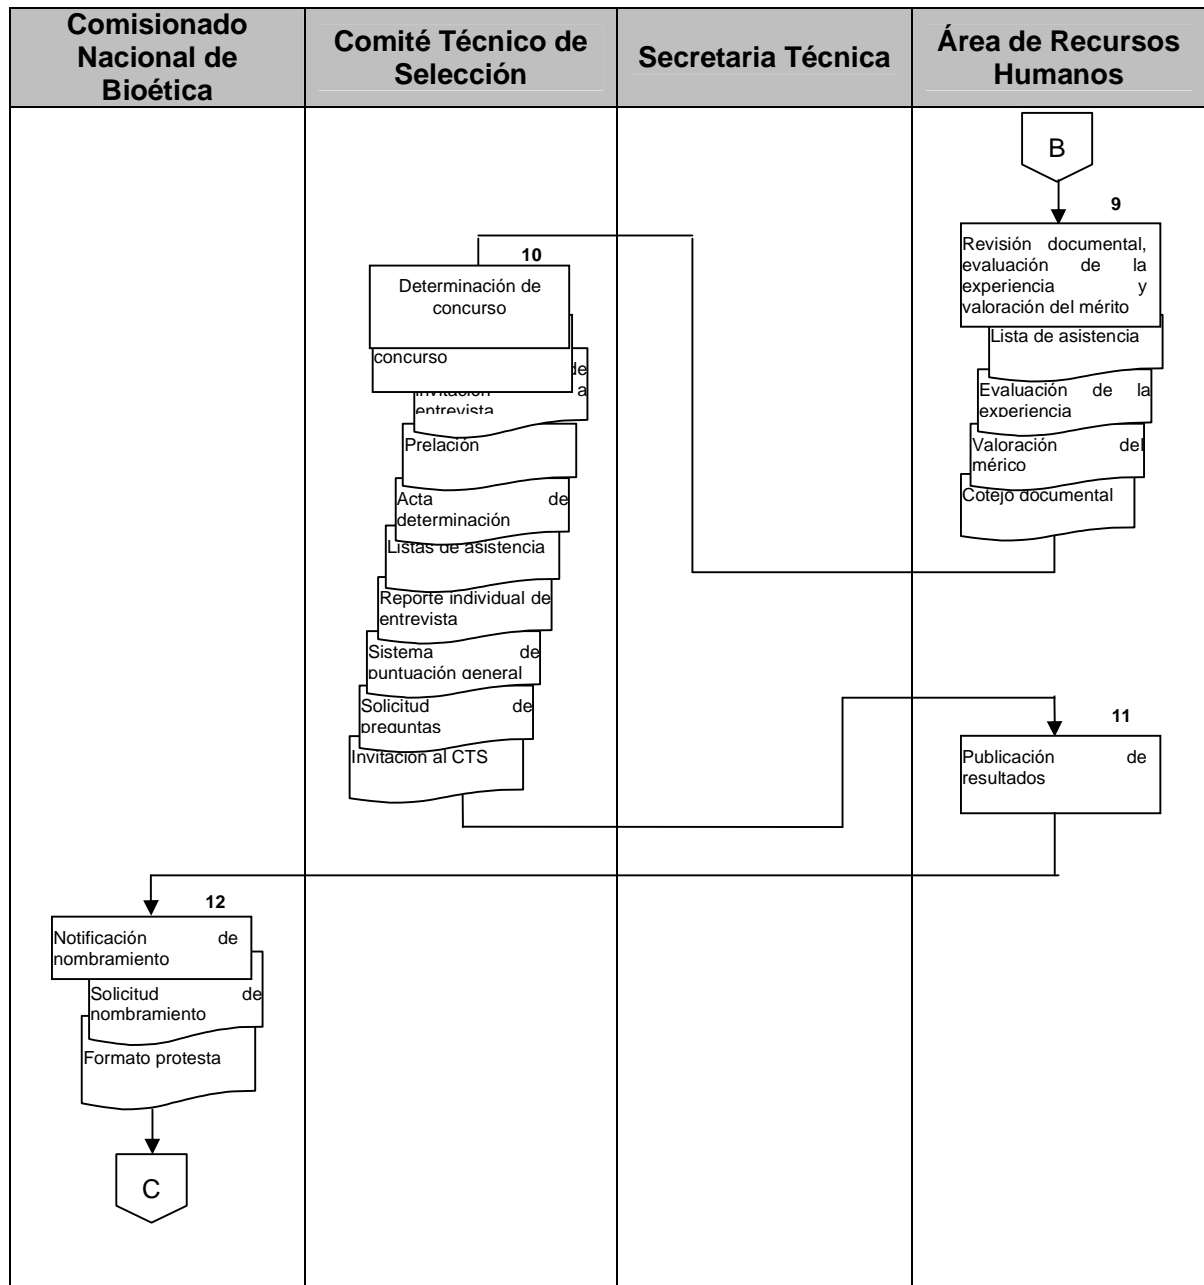 Comisionado
Nacional de
Bioética
Comité Técnico de
Selección
Secretaria Técnica
Área de Recursos
Humanos
B
9
Revisión documental,
evaluación de la
experiencia y
valoración del mérito
Lista de asistencia
Evaluación de la
experiencia
Valoración del
mérico
Cotejo documental
10
Determinación de
concurso
concurso
de
Invitación a
entrevista
Prelación
Acta de
determinación
Listas de asistencia
Reporte individual de
entrevista
Sistema de
puntuación general
Solicitud de
preguntas
Invitación al CTS
11
Publicación de
resultados
12
Notificación de
nombramiento
Solicitud de
nombramiento
Formato protesta
C